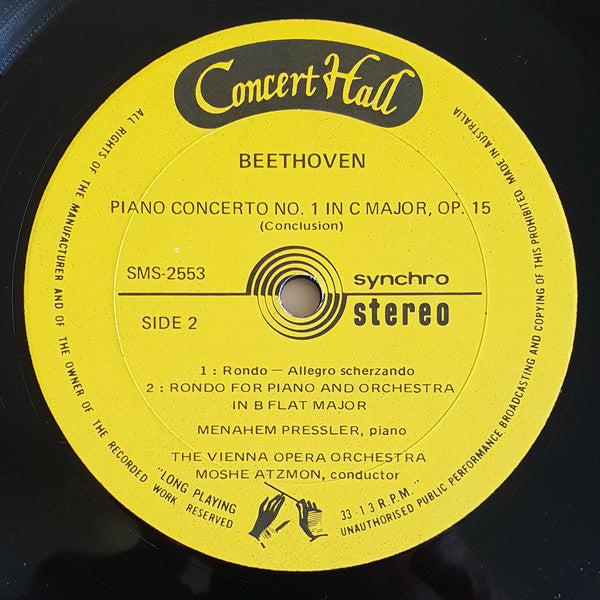 Concert Hall
BEETHOVEN
PIANO CONCERTO NO. 1 IN C MAJOR, OP. 15
(Conclusion)
SMS-2553
synchro
SIDE 2
stereo
1 : Rondo — Allegro scherzando
2 : RONDO FOR PIANO AND ORCHESTRA
IN B FLAT MAJOR
MENAHEM PRESSLER, piano
THE VIENNA OPERA ORCHESTRA
MOSHE ATZMON, conductor
"LONG PLAYING
33-13 R.P.M."
ALL RIGHTS OF THE MANUFACTURER AND OF THE OWNER OF THE RECORDED WORK RESERVED
UNAUTHORISED PUBLIC PERFORMANCE, BROADCASTING AND COPYING OF THIS PROHIBITED MADE IN AUSTRALIA